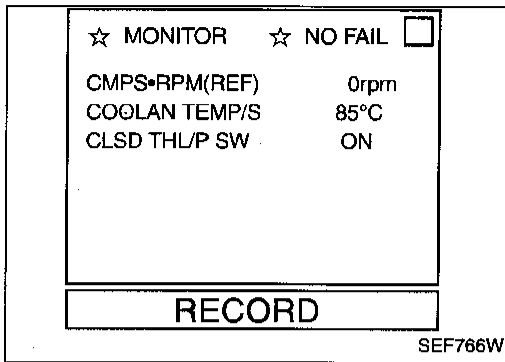 ☆ MONITOR ☆ NO FAIL
CMPS•RPM(REF) 0rpm
COOLAN TEMP/S 85°C
CLSD THL/P SW ON
RECORD
SEF766W